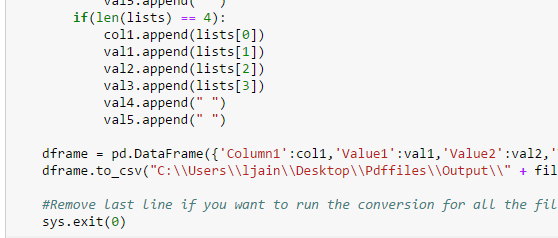 val5.append(" ")
if(len(lists) == 4):
col1.append(lists[0])
val1.append(lists[1])
val2.append(lists[2])
val3.append(lists[3])
val4.append(" ")
val5.append(" ")
dframe = pd.DataFrame({'Column1':col1,'Value1':val1,'Value2':val2,'
dframe.to_csv("C:\\Users\\ljain\\Desktop\\Pdffiles\\Output\\" + fil
#Remove last line if you want to run the conversion for all the fil
sys.exit(0)